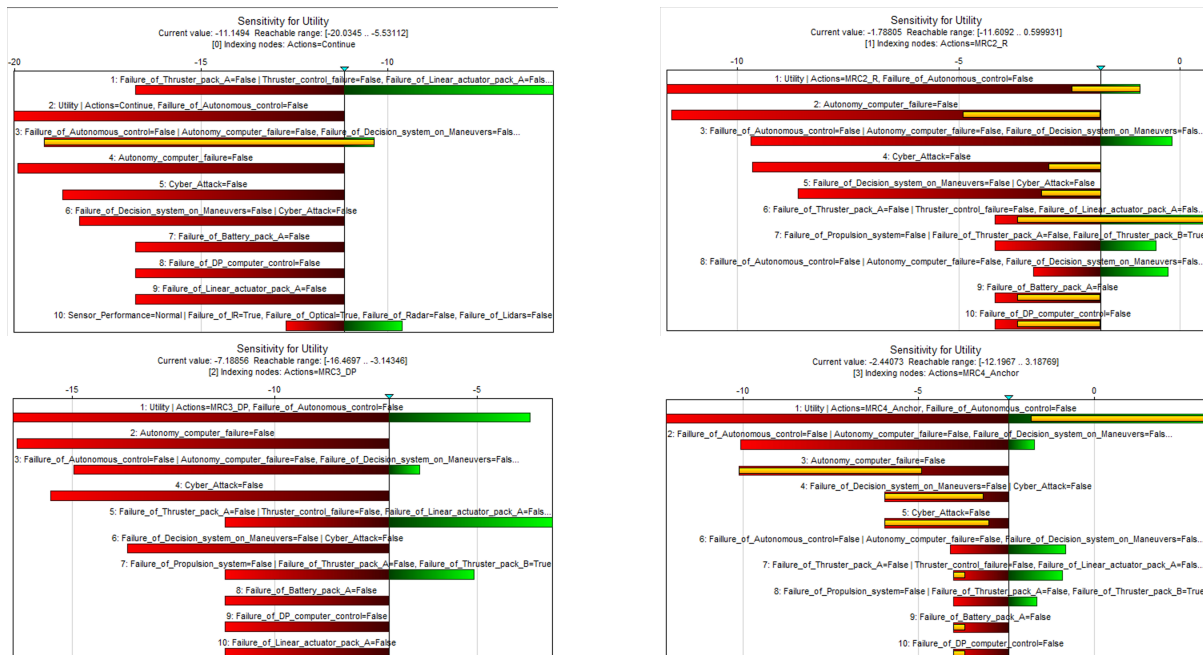 Sensitivity for Utility
Current value: -11.1494 Reachable range: [-20.0345 .. -5.53112]
[0] Indexing nodes: Actions=Continue
-20
-15
-10
1: Failure_of_Thruster_pack_A=False | Thruster_control_failure=False, Failure_of_Linear_actuator_pack_A=Fals...
2: Utility | Actions=Continue, Faillure_of_Autonomous_control=False
3: Faillure_of_Autonomous_control=False | Autonomy_computer_failure=False, Failure_of_Decision_system_on_Maneuvers=Fals...
4: Autonomy_computer_failure=False
5: Cyber_Attack=False
6: Failure_of_Decision_system_on_Maneuvers=False | Cyber_Attack=False
7: Failure_of_Battery_pack_A=False
8: Failure_of_DP_computer_control=False
9: Failure_of_Linear_actuator_pack_A=False
10: Sensor_Performance=Normal | Failure_of_IR=True, Failure_of_Optical=True, Failure_of_Radar=False, Failure_of_Lidars=False
Sensitivity for Utility
Current value: -1.78805 Reachable range: [-11.6092 .. 0.599931]
[1] Indexing nodes: Actions=MRC2_R
-10
-5
0
1: Utility | Actions=MRC2_R, Faillure_of_Autonomous_control=False
2: Autonomy_computer_failure=False
3: Faillure_of_Autonomous_control=False | Autonomy_computer_failure=False, Failure_of_Decision_system_on_Maneuvers=Fals...
4: Cyber_Attack=False
5: Failure_of_Decision_system_on_Maneuvers=False | Cyber_Attack=False
6: Failure_of_Thruster_pack_A=False | Thruster_control_failure=False, Failure_of_Linear_actuator_pack_A=Fals...
7: Failure_of_Propulsion_system=False | Failure_of_Thruster_pack_A=False, Failure_of_Thruster_pack_B=True
8: Faillure_of_Autonomous_control=False | Autonomy_computer_failure=False, Failure_of_Decision_system_on_Maneuvers=Fals...
9: Failure_of_Battery_pack_A=False
10: Failure_of_DP_computer_control=False
Sensitivity for Utility
Current value: -7.18856 Reachable range: [-16.4697 .. -3.14346]
[2] Indexing nodes: Actions=MRC3_DP
-15
-10
-5
1: Utility | Actions=MRC3_DP, Faillure_of_Autonomous_control=False
2: Autonomy_computer_failure=False
3: Faillure_of_Autonomous_control=False | Autonomy_computer_failure=False, Failure_of_Decision_system_on_Maneuvers=Fals...
4: Cyber_Attack=False
5: Failure_of_Thruster_pack_A=False | Thruster_control_failure=False, Failure_of_Linear_actuator_pack_A=Fals...
6: Failure_of_Decision_system_on_Maneuvers=False | Cyber_Attack=False
7: Failure_of_Propulsion_system=False | Failure_of_Thruster_pack_A=False, Failure_of_Thruster_pack_B=True
8: Failure_of_Battery_pack_A=False
9: Failure_of_DP_computer_control=False
10: Failure_of_Linear_actuator_pack_A=False
Sensitivity for Utility
Current value: -2.44073 Reachable range: [-12.1967 .. 3.18769]
[3] Indexing nodes: Actions=MRC4_Anchor
-10
-5
0
1: Utility | Actions=MRC4_Anchor, Faillure_of_Autonomous_control=False
2: Faillure_of_Autonomous_control=False | Autonomy_computer_failure=False, Failure_of_Decision_system_on_Maneuvers=Fals...
3: Autonomy_computer_failure=False
4: Failure_of_Decision_system_on_Maneuvers=False | Cyber_Attack=False
5: Cyber_Attack=False
6: Faillure_of_Autonomous_control=False | Autonomy_computer_failure=False, Failure_of_Decision_system_on_Maneuvers=Fals...
7: Failure_of_Thruster_pack_A=False | Thruster_control_failure=False, Failure_of_Linear_actuator_pack_A=Fals...
8: Failure_of_Propulsion_system=False | Failure_of_Thruster_pack_A=False, Failure_of_Thruster_pack_B=True
9: Failure_of_Battery_pack_A=False
10: Failure_of_DP_computer_control=False